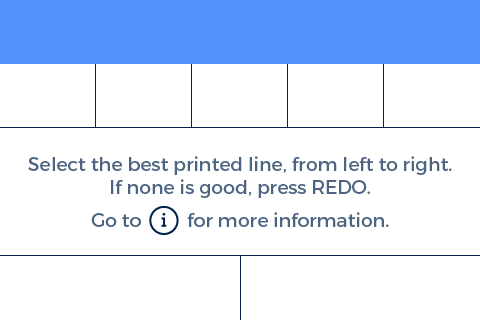 Select the best printed line, from left to right.
If none is good, press REDO.
Go to i for more information.